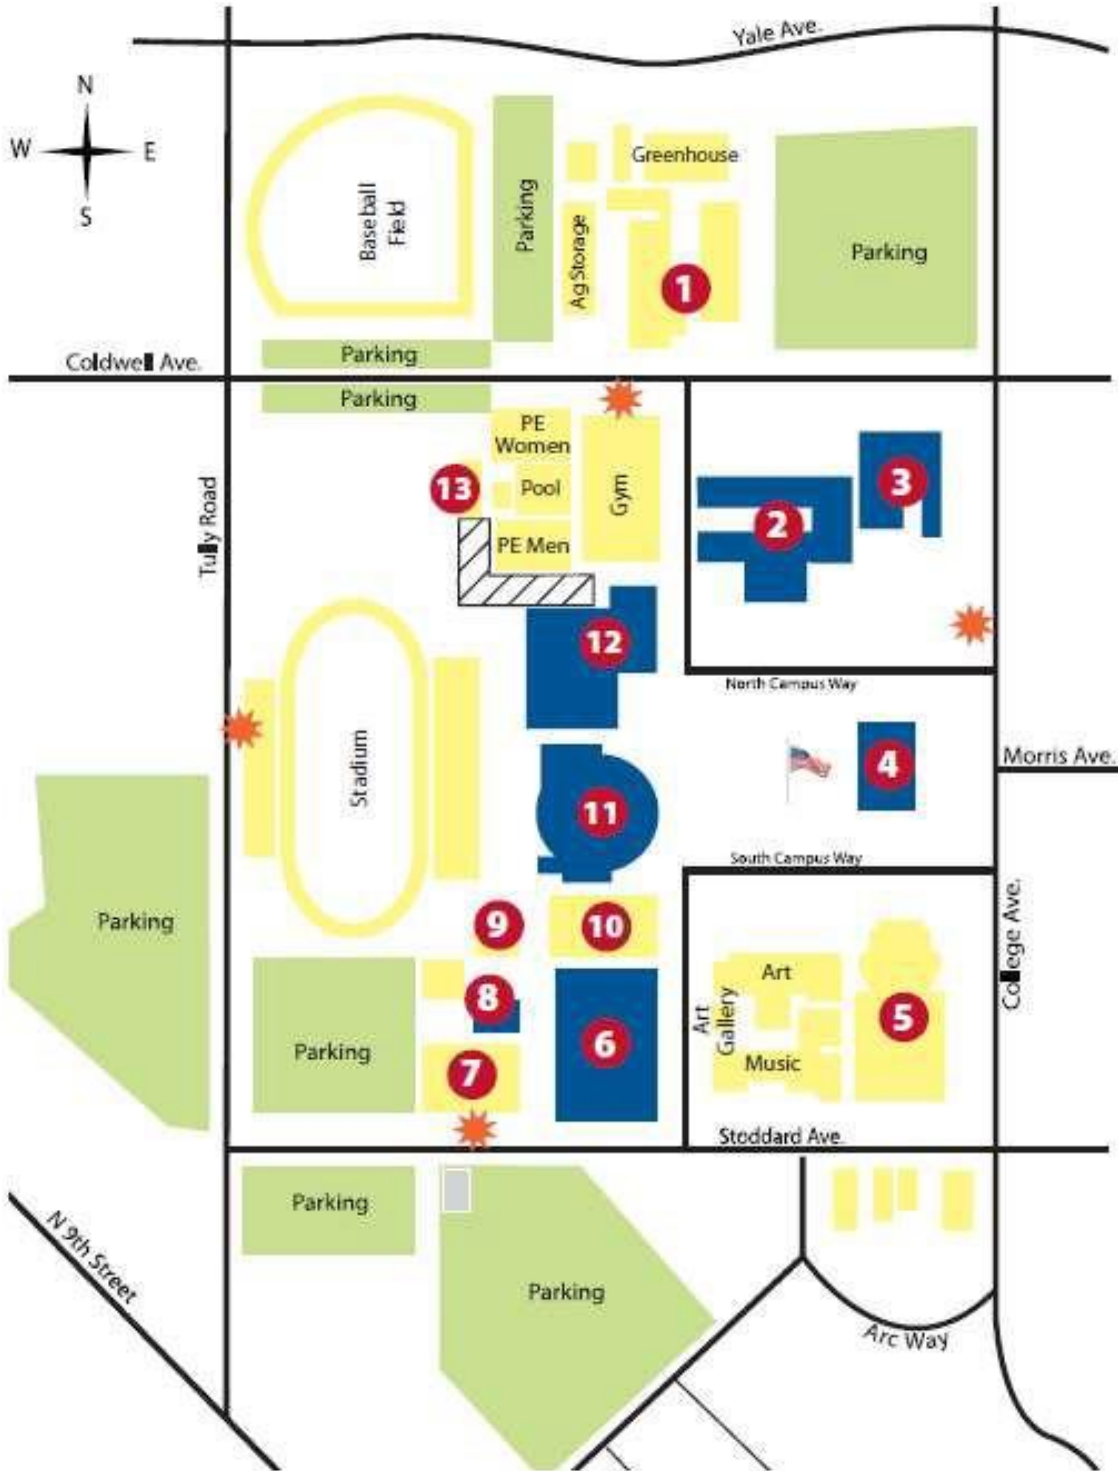 Yale Ave.
N
W
E
S
Greenhouse
Baseball
Field
Parking
Ag Storage
Parking
1
Parking
Coldwell Ave.
Parking
PE
Women
13
Pool
Gym
PE Men
Tully Road
2
3
12
North Campus Way
Stadium
4
Morris Ave.
11
South Campus Way
Parking
9
10
Art
Art
Gallery
5
College Ave.
8
Parking
6
Music
7
Stoddard Ave.
Parking
N 9th Street
Parking
Arc Way